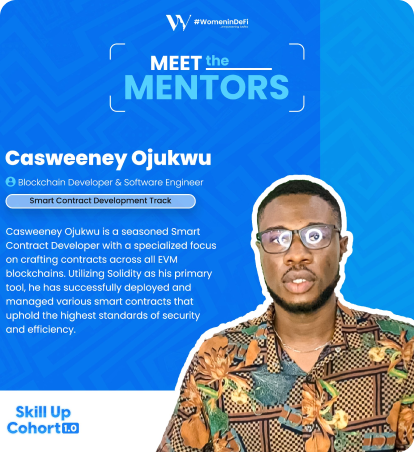 #WomeninDeFi
MEET the
MENTORS
Casweeney Ojukwu
Blockchain Developer & Software Engineer
Smart Contract Development Track
Casweeney Ojukwu is a seasoned Smart
Contract Developer with a specialized focus
on crafting contracts across all EVM
blockchains. Utilizing Solidity as his primary
tool, he has successfully deployed and
managed various smart contracts that
uphold the highest standards of security
and efficiency.
Skill Up
Cohort 1.0